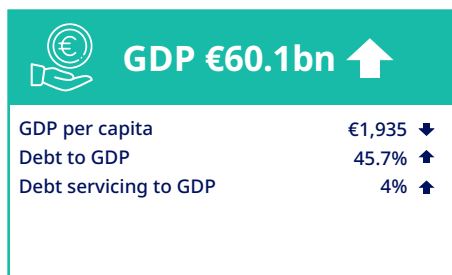 GDP €60.1bn
GDP per capita €1,935
Debt to GDP 45.7%
Debt servicing to GDP 4%